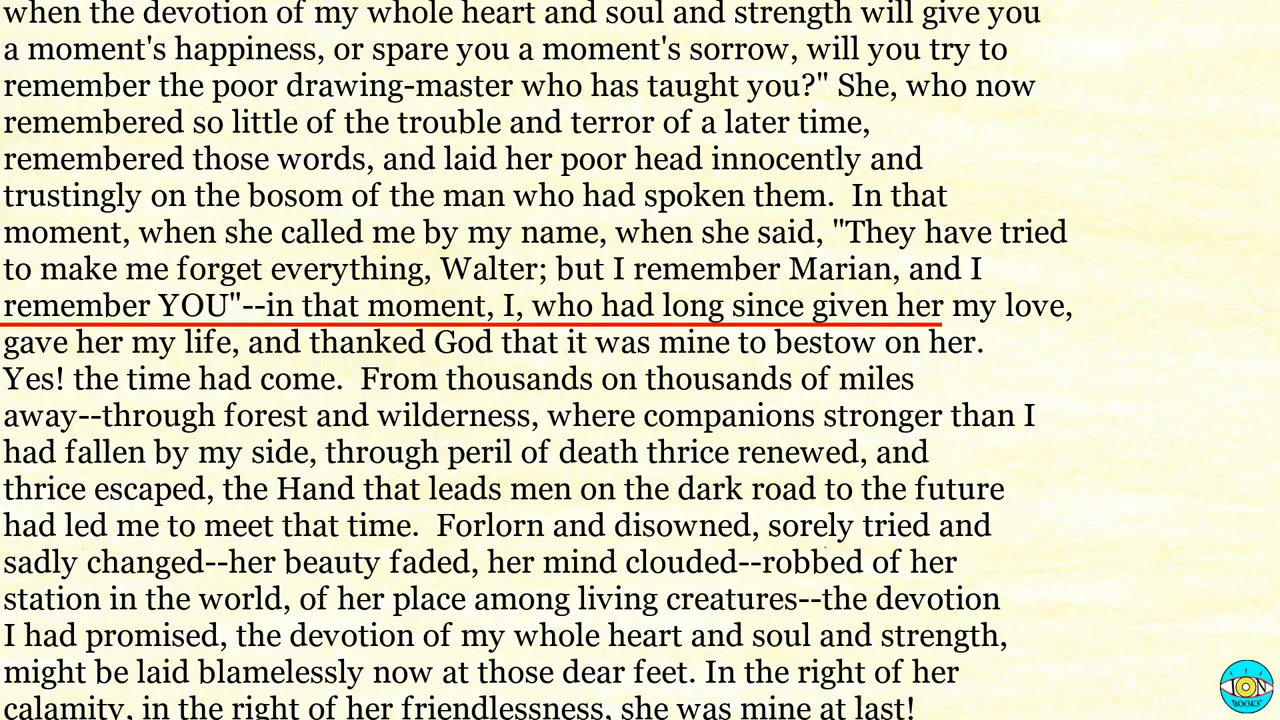 when the devotion of my whole heart and soul and strength will give you
a moment's happiness, or spare you a moment's sorrow, will you try to
remember the poor drawing-master who has taught you?" She, who now
remembered so little of the trouble and terror of a later time,
remembered those words, and laid her poor head innocently and
trustingly on the bosom of the man who had spoken them.  In that
moment, when she called me by my name, when she said, "They have tried
to make me forget everything, Walter; but I remember Marian, and I
remember YOU"--in that moment, I, who had long since given her my love,
gave her my life, and thanked God that it was mine to bestow on her.
Yes! the time had come.  From thousands on thousands of miles
away--through forest and wilderness, where companions stronger than I
had fallen by my side, through peril of death thrice renewed, and
thrice escaped, the Hand that leads men on the dark road to the future
had led me to meet that time.  Forlorn and disowned, sorely tried and
sadly changed--her beauty faded, her mind clouded--robbed of her
station in the world, of her place among living creatures--the devotion
I had promised, the devotion of my whole heart and soul and strength,
might be laid blamelessly now at those dear feet. In the right of her
calamity, in the right of her friendlessness, she was mine at last!
ION
BOOKS